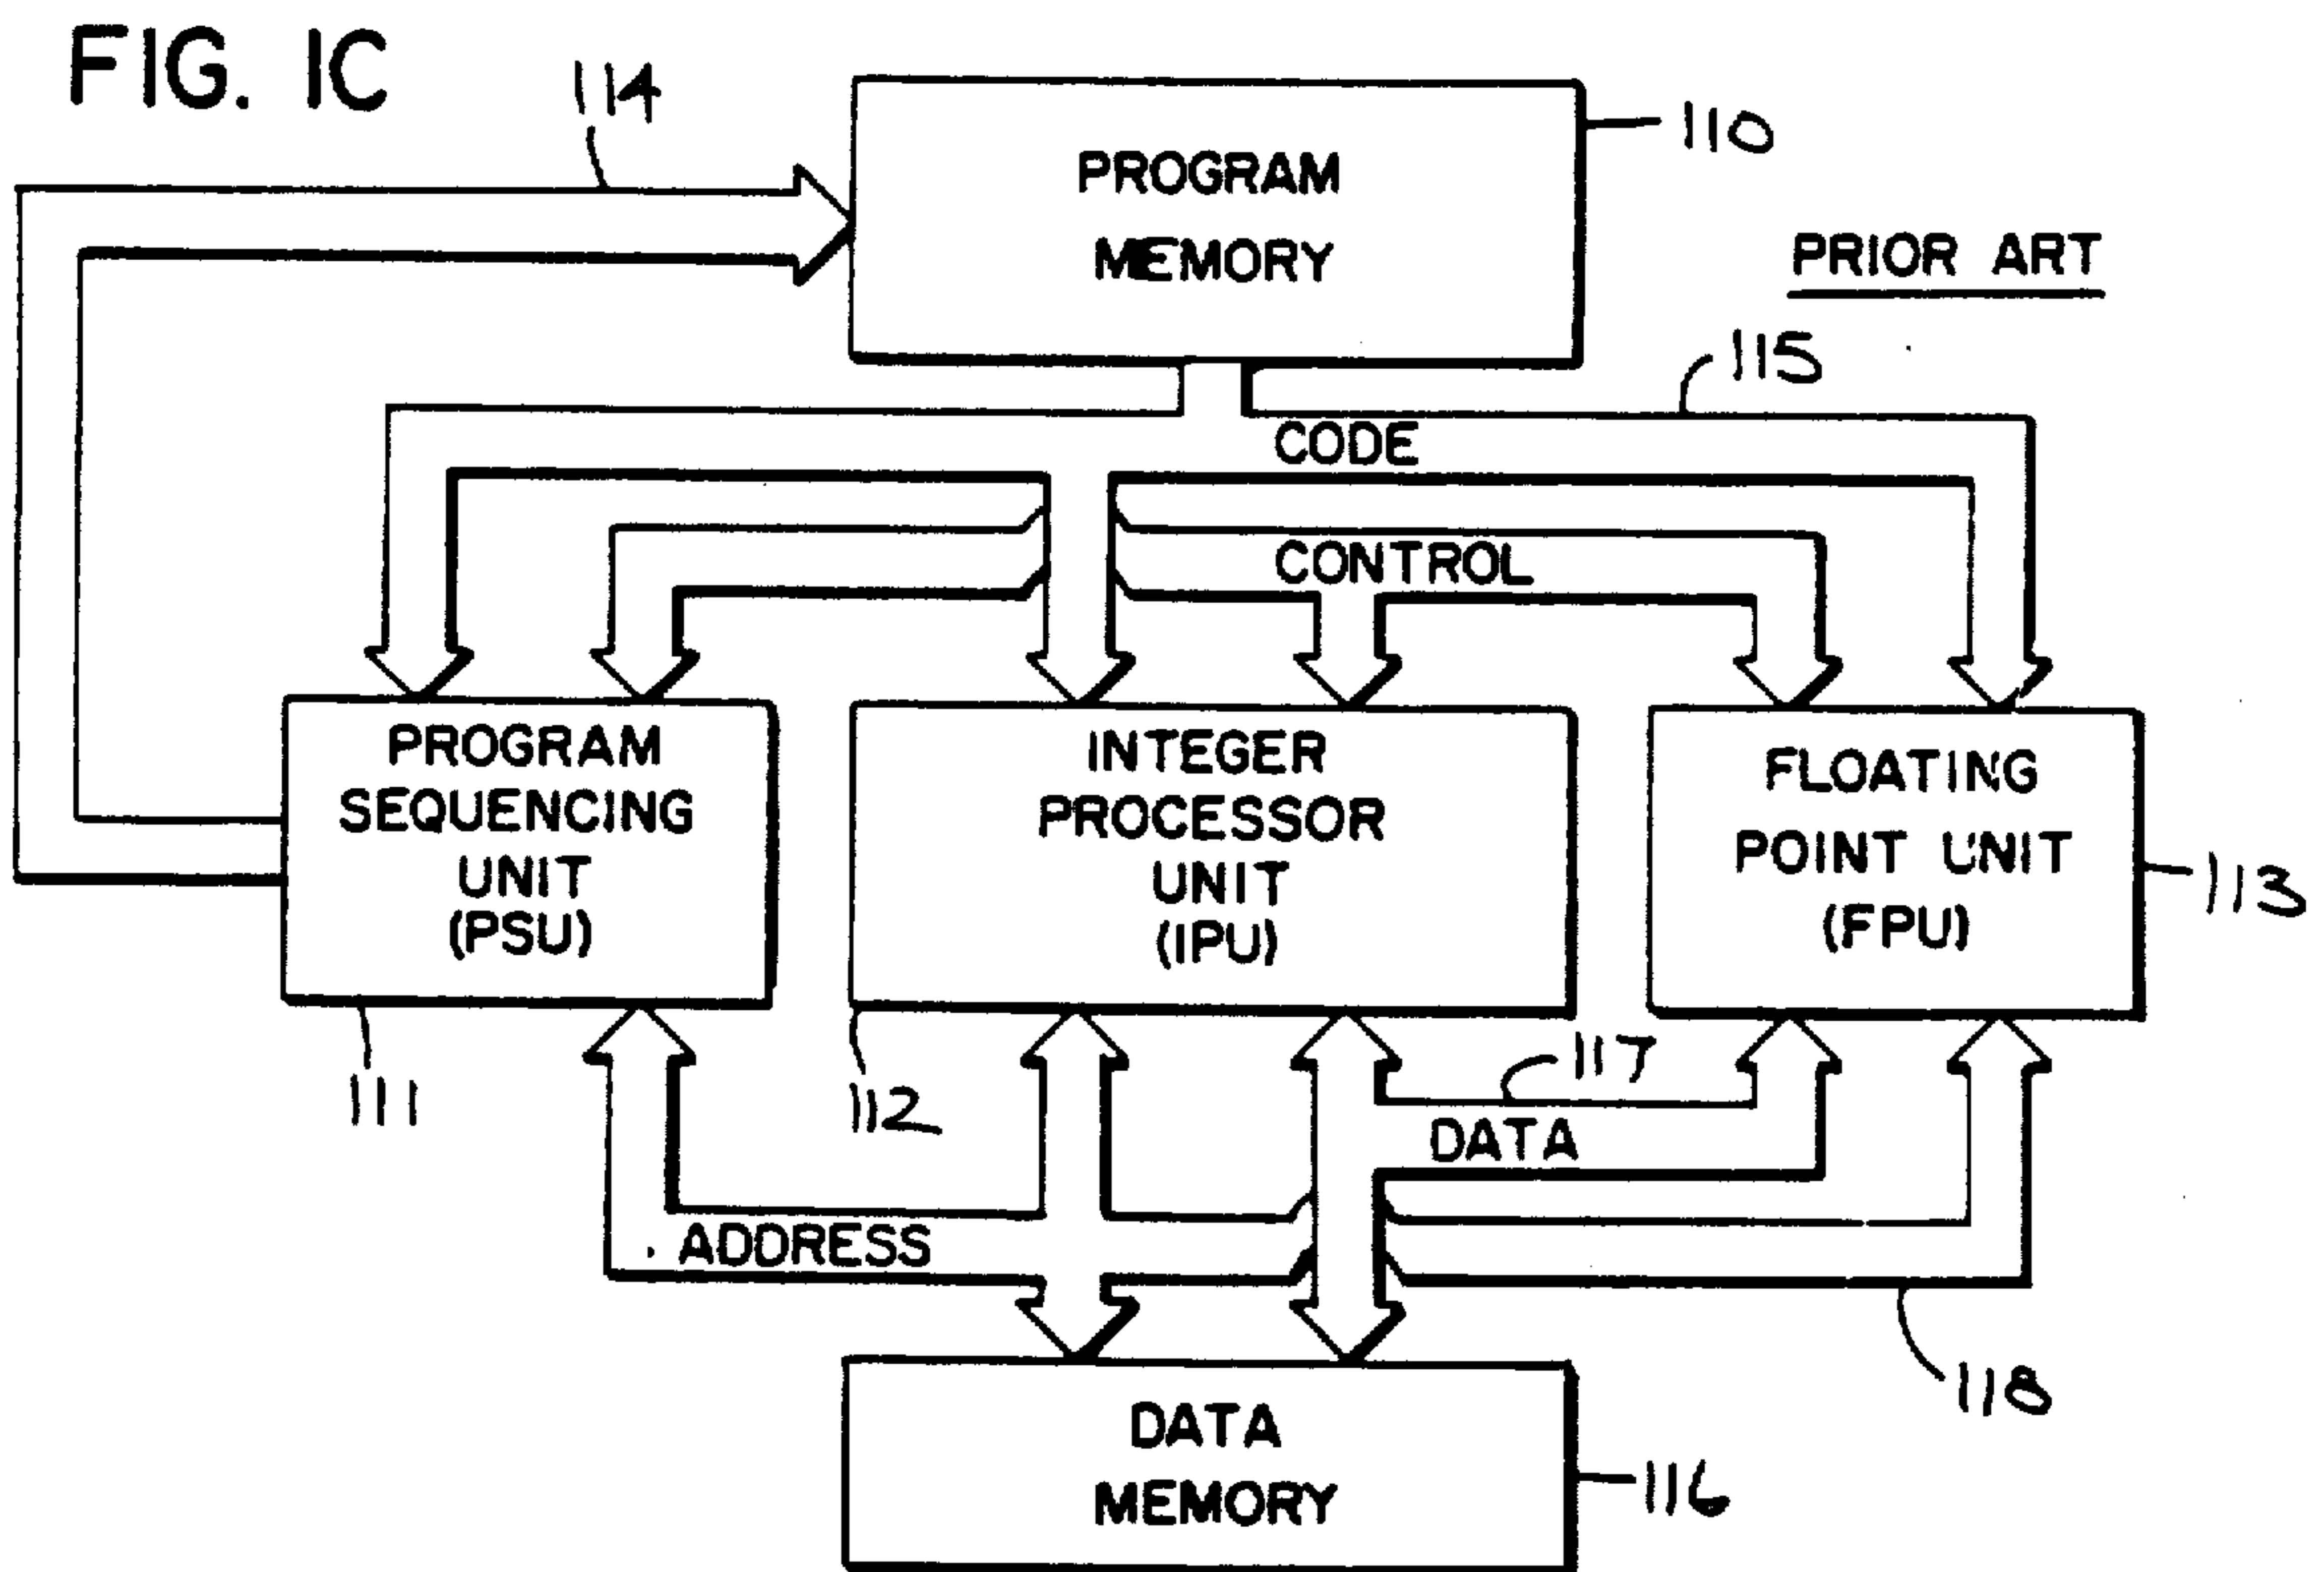 FIG. 1C
114
PROGRAM
MEMORY
110
PRIOR ART
115
CODE
CONTROL
PROGRAM
SEQUENCING
UNIT
(PSU)
INTEGER
PROCESSOR
UNIT
(IPU)
FLOATING
POINT UNIT
(FPU)
113
111
112
117
DATA
ADDRESS
118
DATA
MEMORY
116